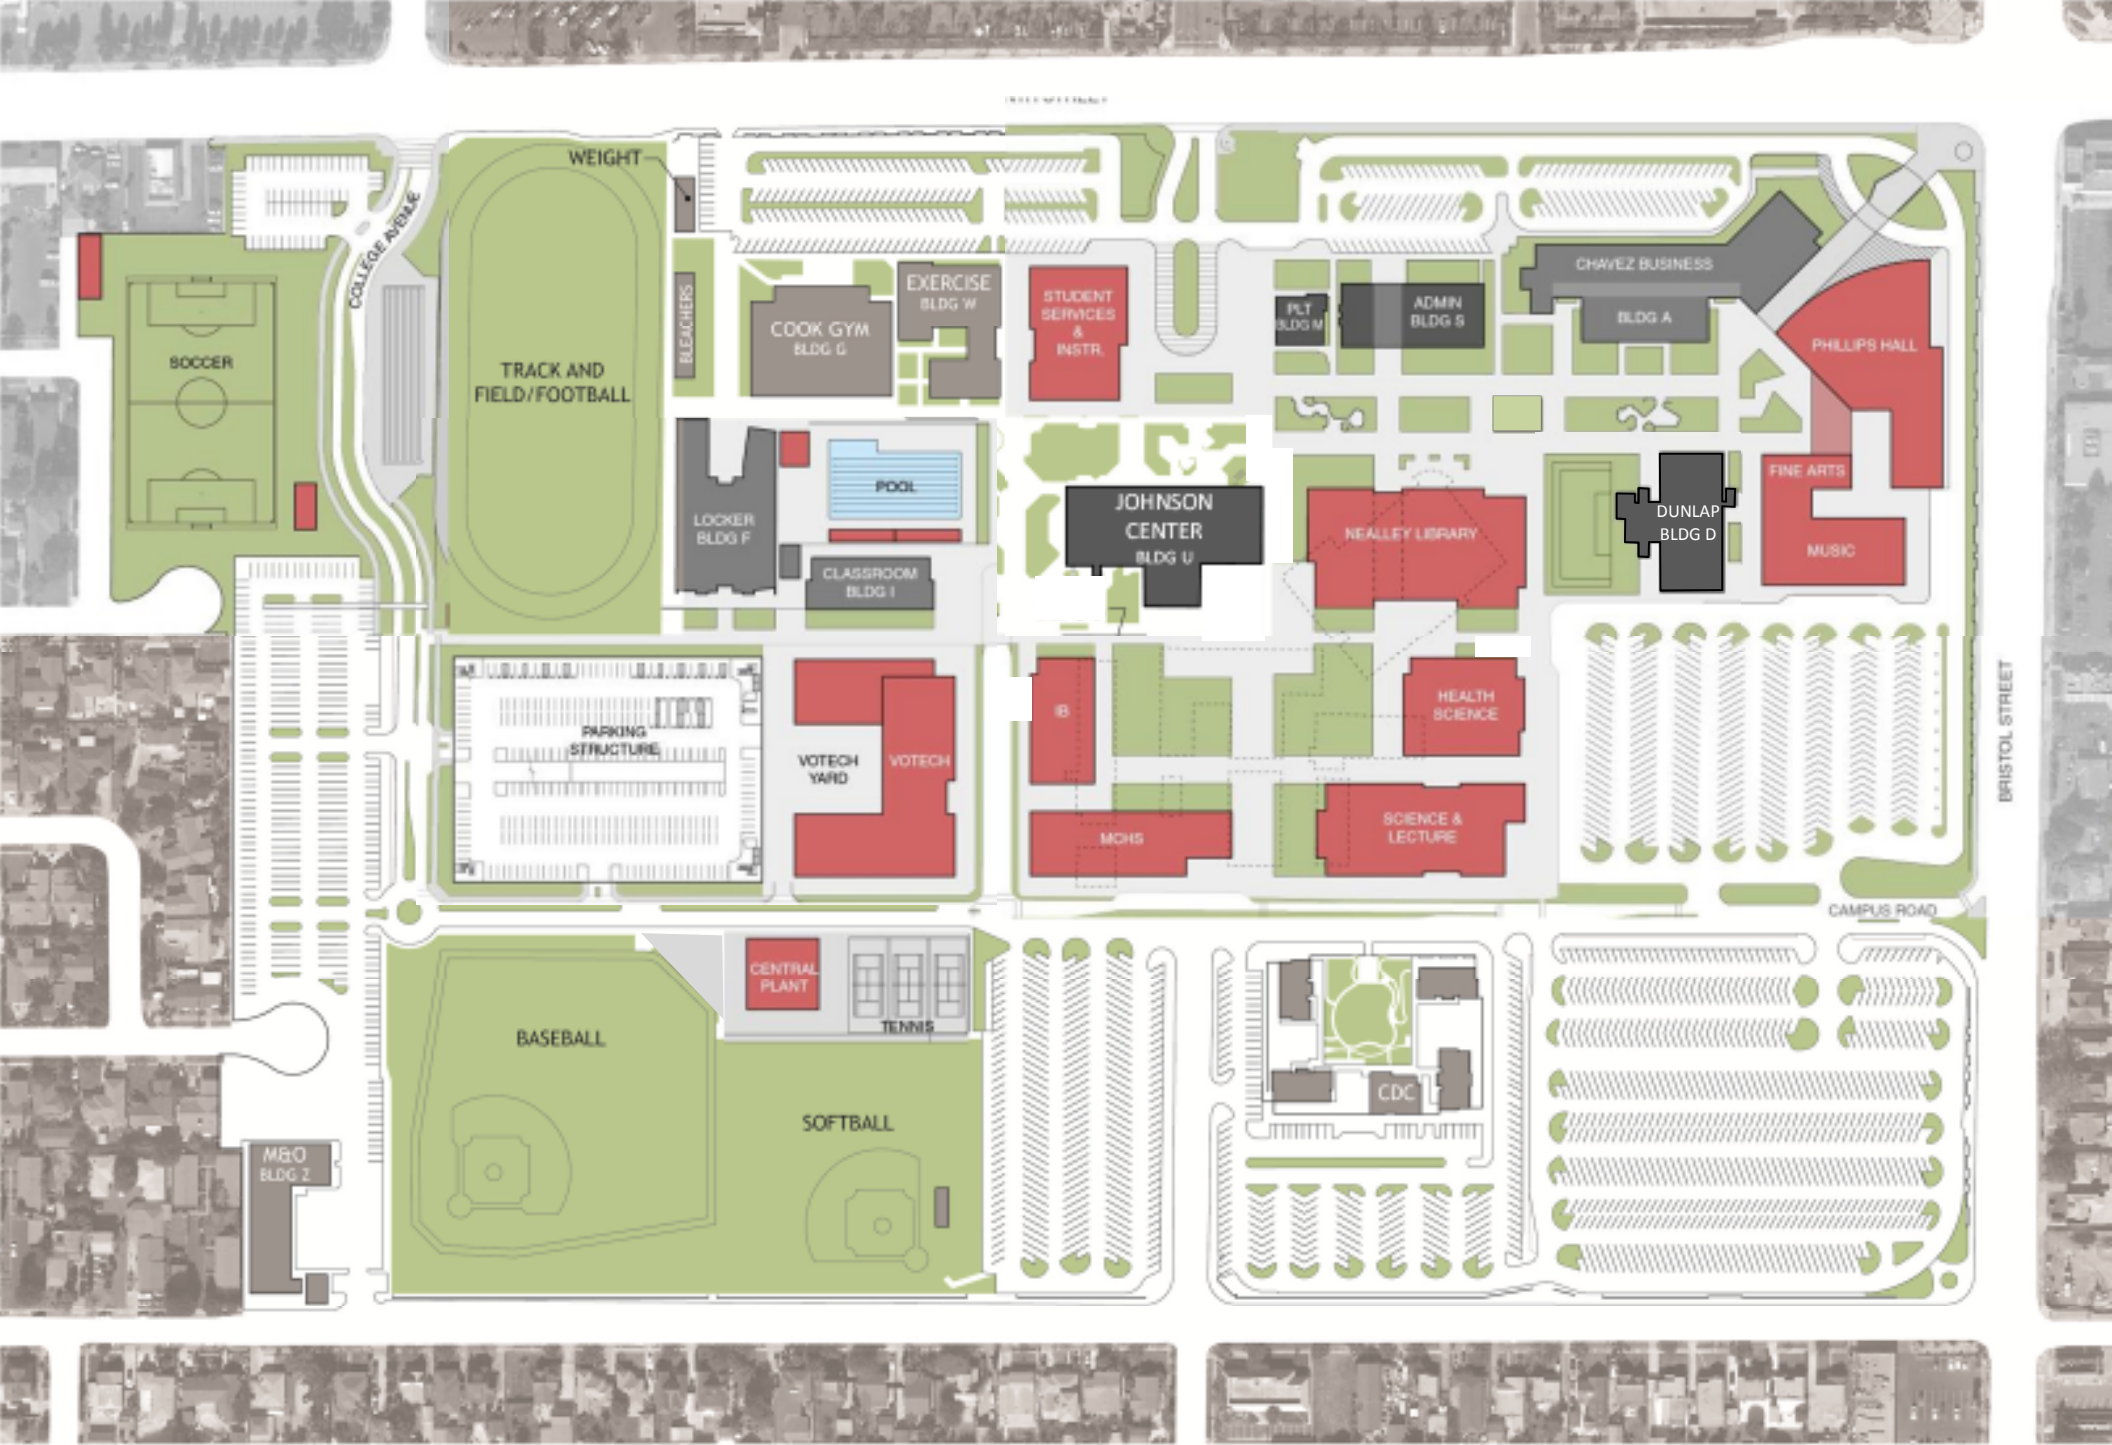 WEIGHT
COLLEGE AVENUE
SOCCER
TRACK AND
FIELD/FOOTBALL
BLEACHERS
COOK GYM
BLDG G
EXERCISE
BLDG W
STUDENT
SERVICES
&
INSTR.
PLT
BLDG M
ADMIN
BLDG S
CHAVEZ BUSINESS
BLDG A
PHILLIPS HALL
LOCKER
BLDG F
POOL
CLASSROOM
BLDG I
JOHNSON
CENTER
BLDG U
NEALLEY LIBRARY
DUNLAP
BLDG D
FINE ARTS
MUSIC
PARKING
STRUCTURE
VOTECH
YARD
VOTECH
IB
HEALTH
SCIENCE
MCHS
SCIENCE &
LECTURE
BRISTOL STREET
CAMPUS ROAD
CENTRAL
PLANT
TENNIS
BASEBALL
SOFTBALL
CDC
M&O
BLDG Z